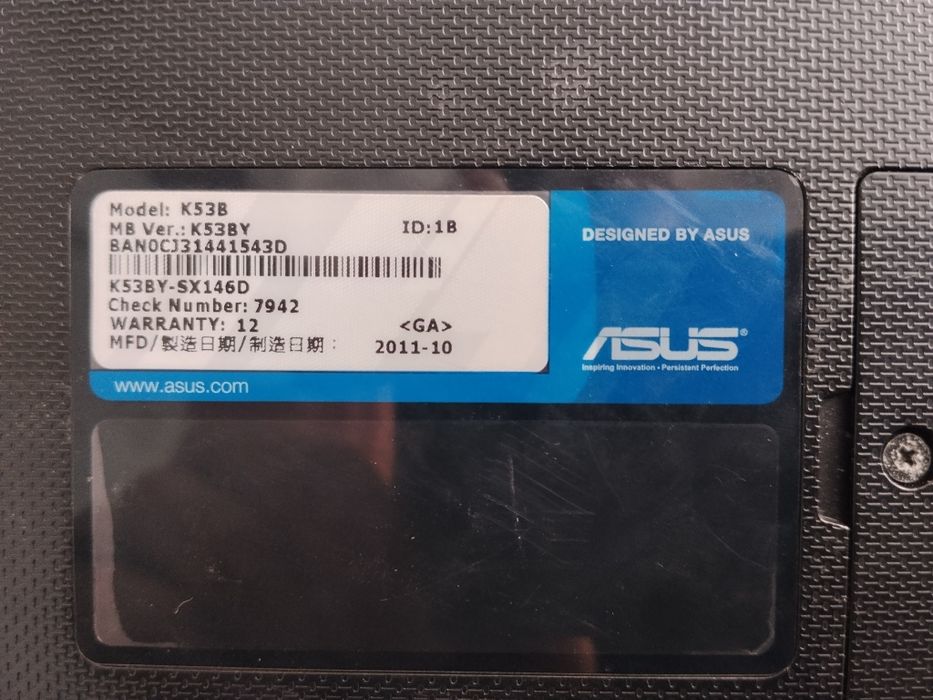 Model: K53B
MB Ver.: K53BY ID:1B
BAN0CJ31441543D
K53BY-SX146D
Check Number: 7942
WARRANTY: 12 <GA>
MFD/製造日期/制造日期: 2011-10
www.asus.com
DESIGNED BY ASUS
ASUS®
Inspiring Innovation • Persistent Perfection